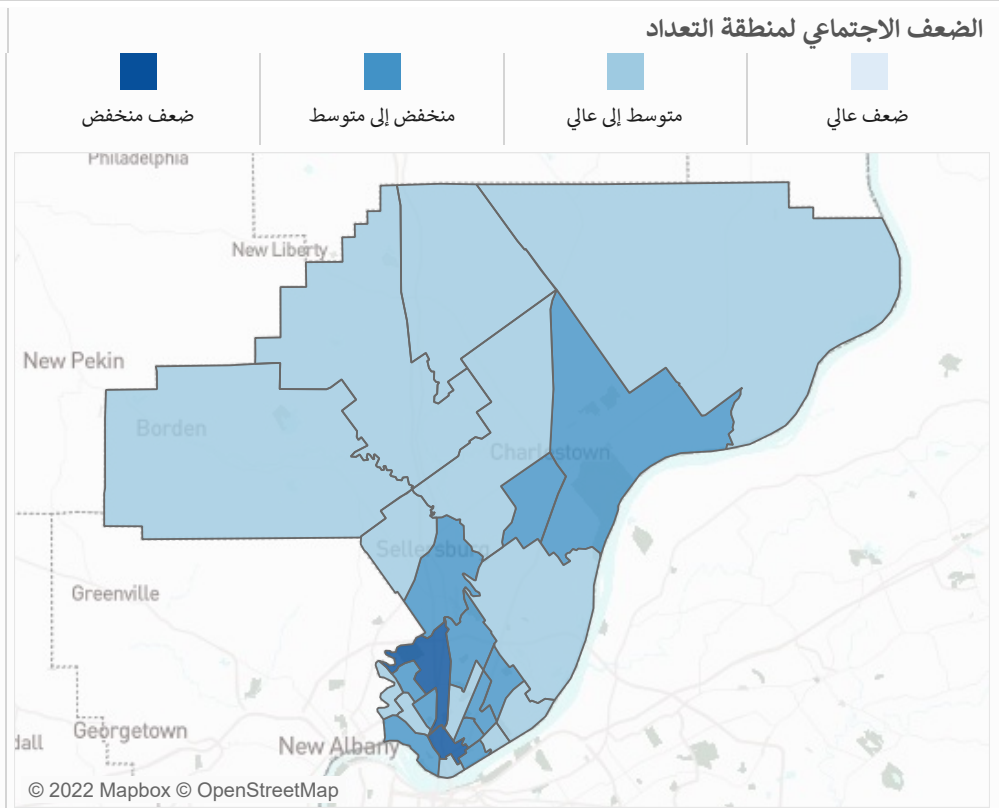 الضعف الاجتماعي لمنطقة التعداد
ضعف عالي
متوسط إلى عالي
منخفض إلى متوسط
ضعف منخفض
Philadelphia
New Liberty
New Pekin
Borden
Charlestown
Sellersburg
Greenville
Georgetown
dall
New Albany
© 2022 Mapbox © OpenStreetMap